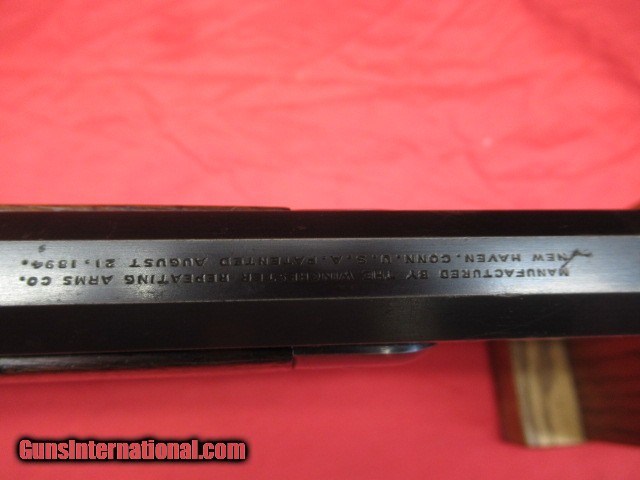 MANUFACTURED BY THE WINCHESTER REPEATING ARMS CO.
NEW HAVEN. CONN. U. S. A. PATENTED AUGUST 21, 1894.
GunsInternational.com